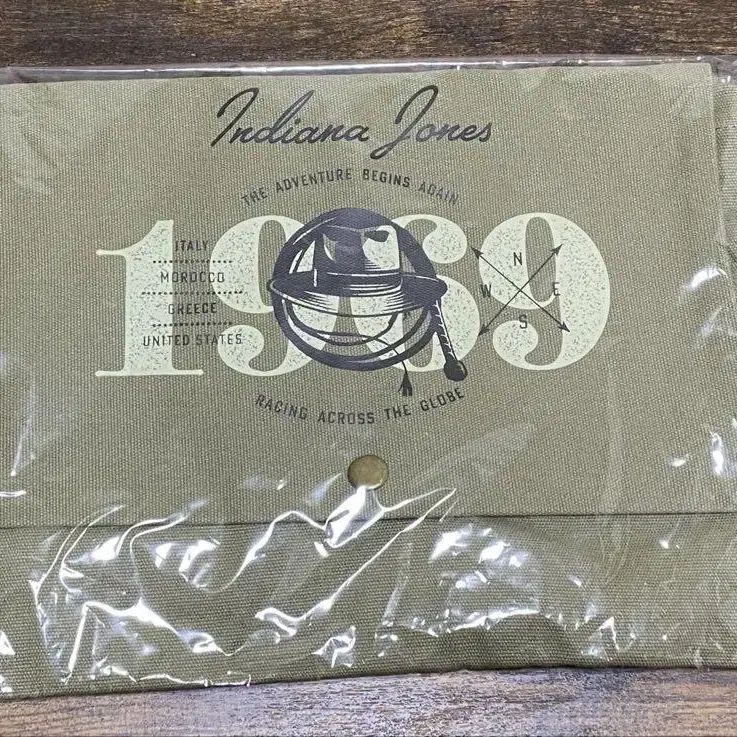 Indiana Jones
THE ADVENTURE BEGINS AGAIN
1969
ITALY
MOROCCO
GREECE
UNITED STATES
N
W E
S
RACING ACROSS THE GLOBE